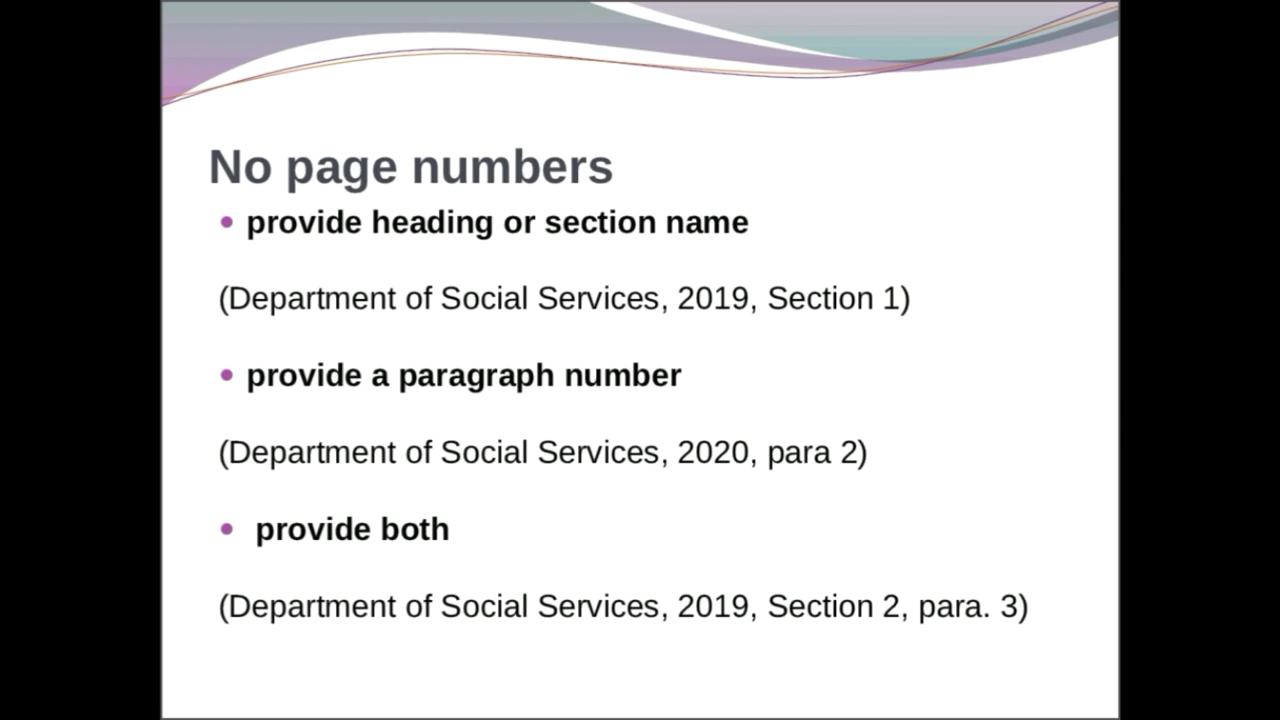 No page numbers
• provide heading or section name
(Department of Social Services, 2019, Section 1)
• provide a paragraph number
(Department of Social Services, 2020, para 2)
• provide both
(Department of Social Services, 2019, Section 2, para. 3)